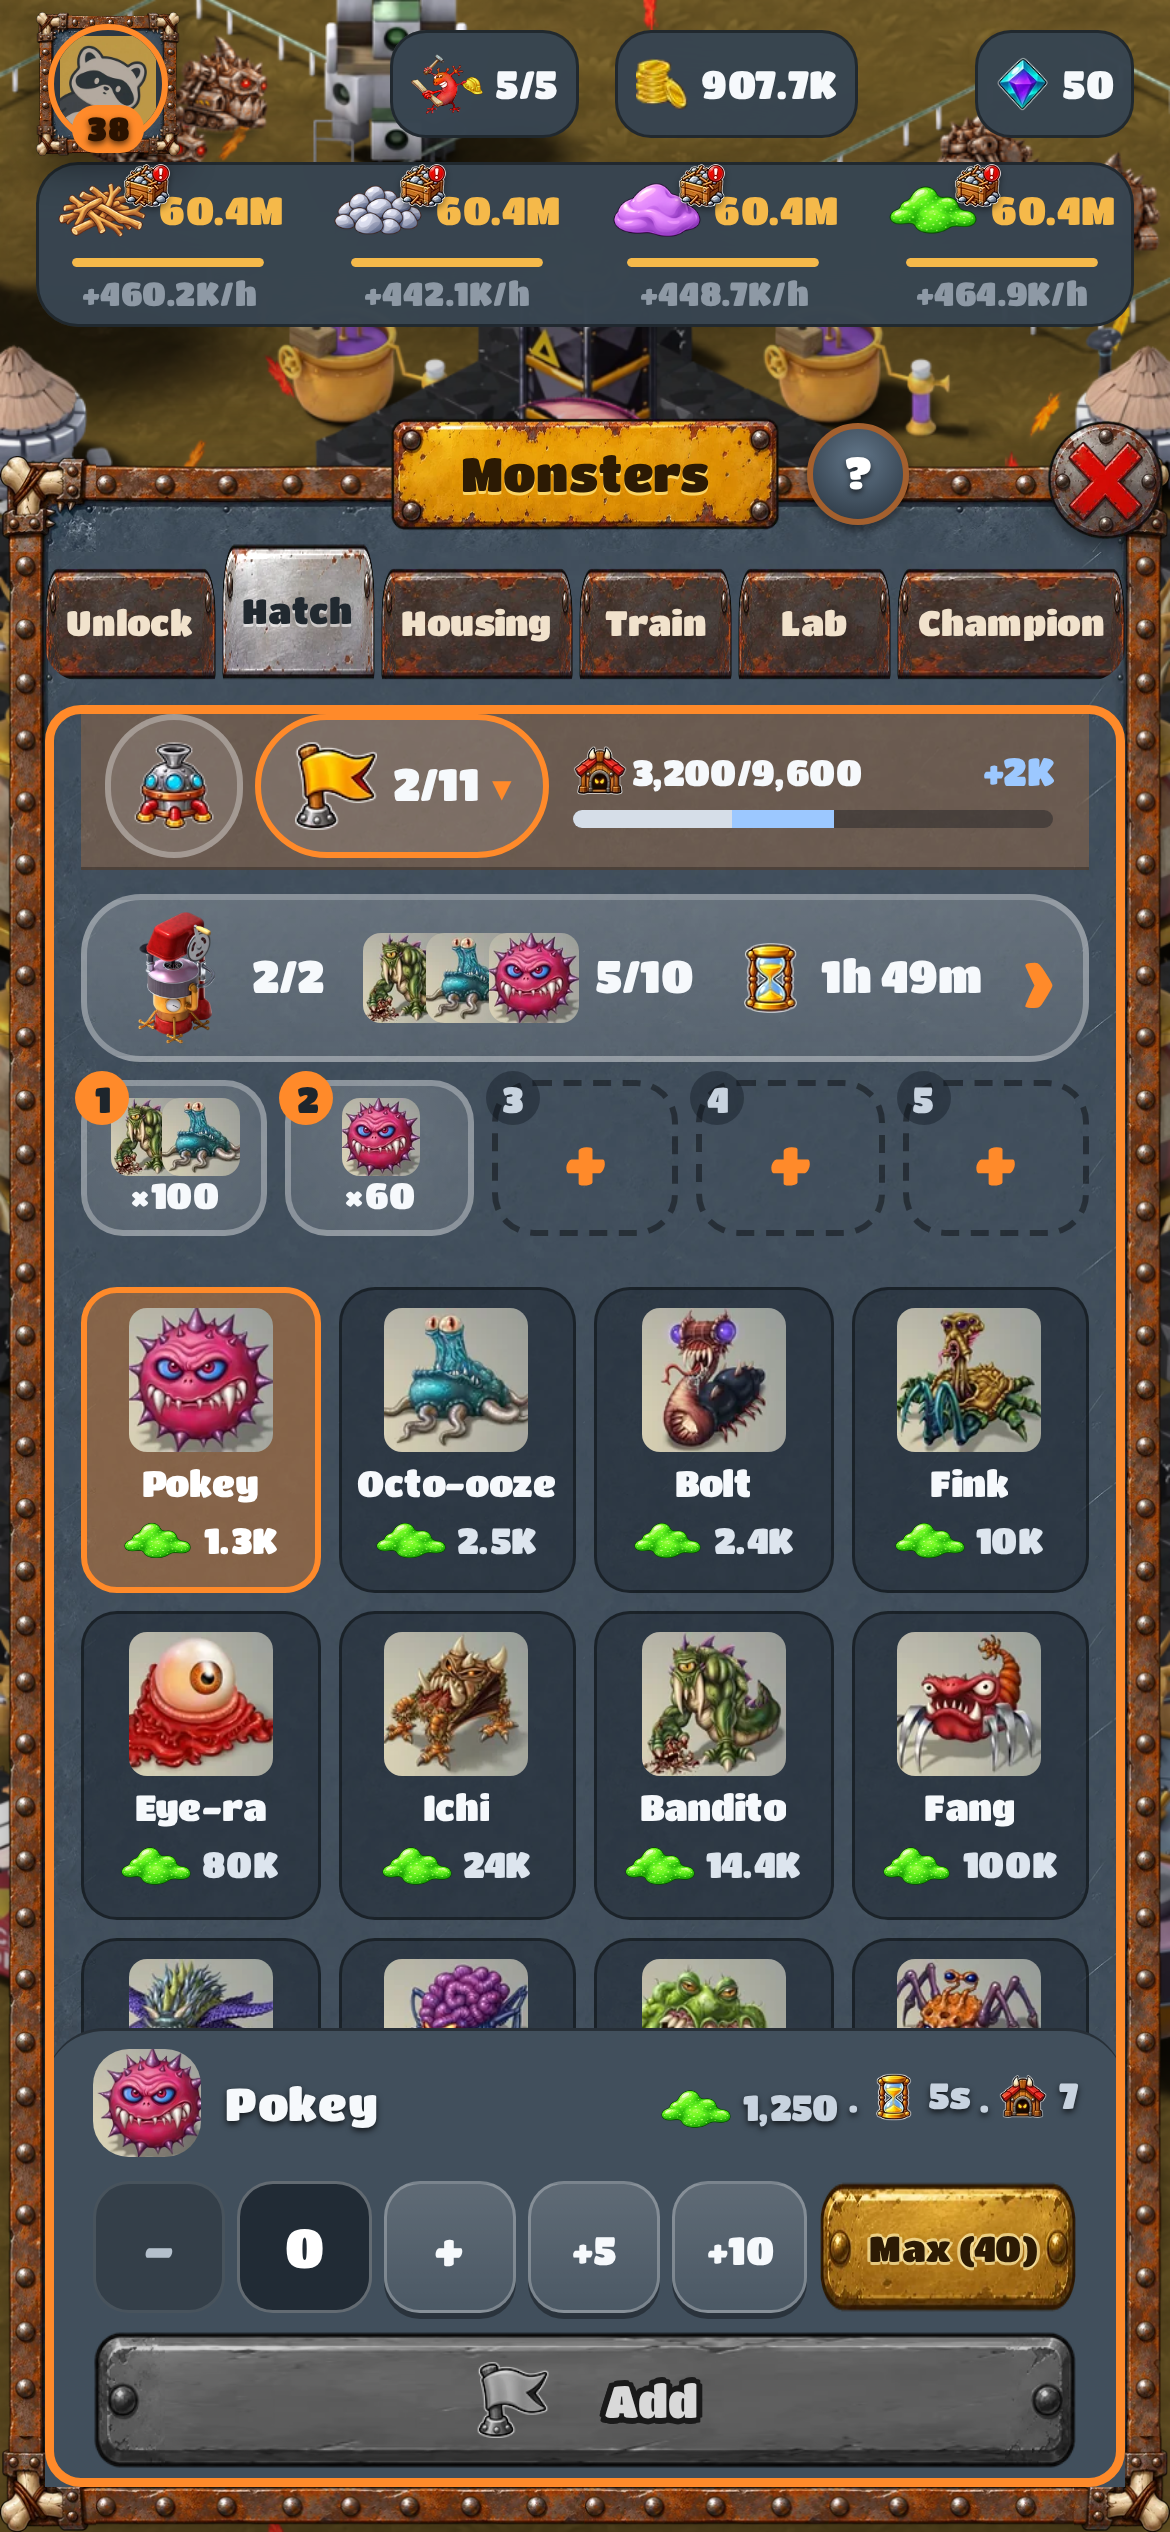 38
5/5
907.7K
50
60.4M
60.4M
60.4M
60.4M
+460.2K/h
+442.1K/h
+448.7K/h
+464.9K/h
Monsters
?
Unlock
Hatch
Housing
Train
Lab
Champion
2/11
3,200/9,600
+2K
2/2
5/10
1h 49m
1
×100
2
×60
3
+
4
+
5
+
Pokey
1.3K
Octo-ooze
2.5K
Bolt
2.4K
Fink
10K
Eye-ra
80K
Ichi
24K
Bandito
14.4K
Fang
100K
Pokey
1,250 · 5s · 7
-
0
+
+5
+10
Max (40)
Add